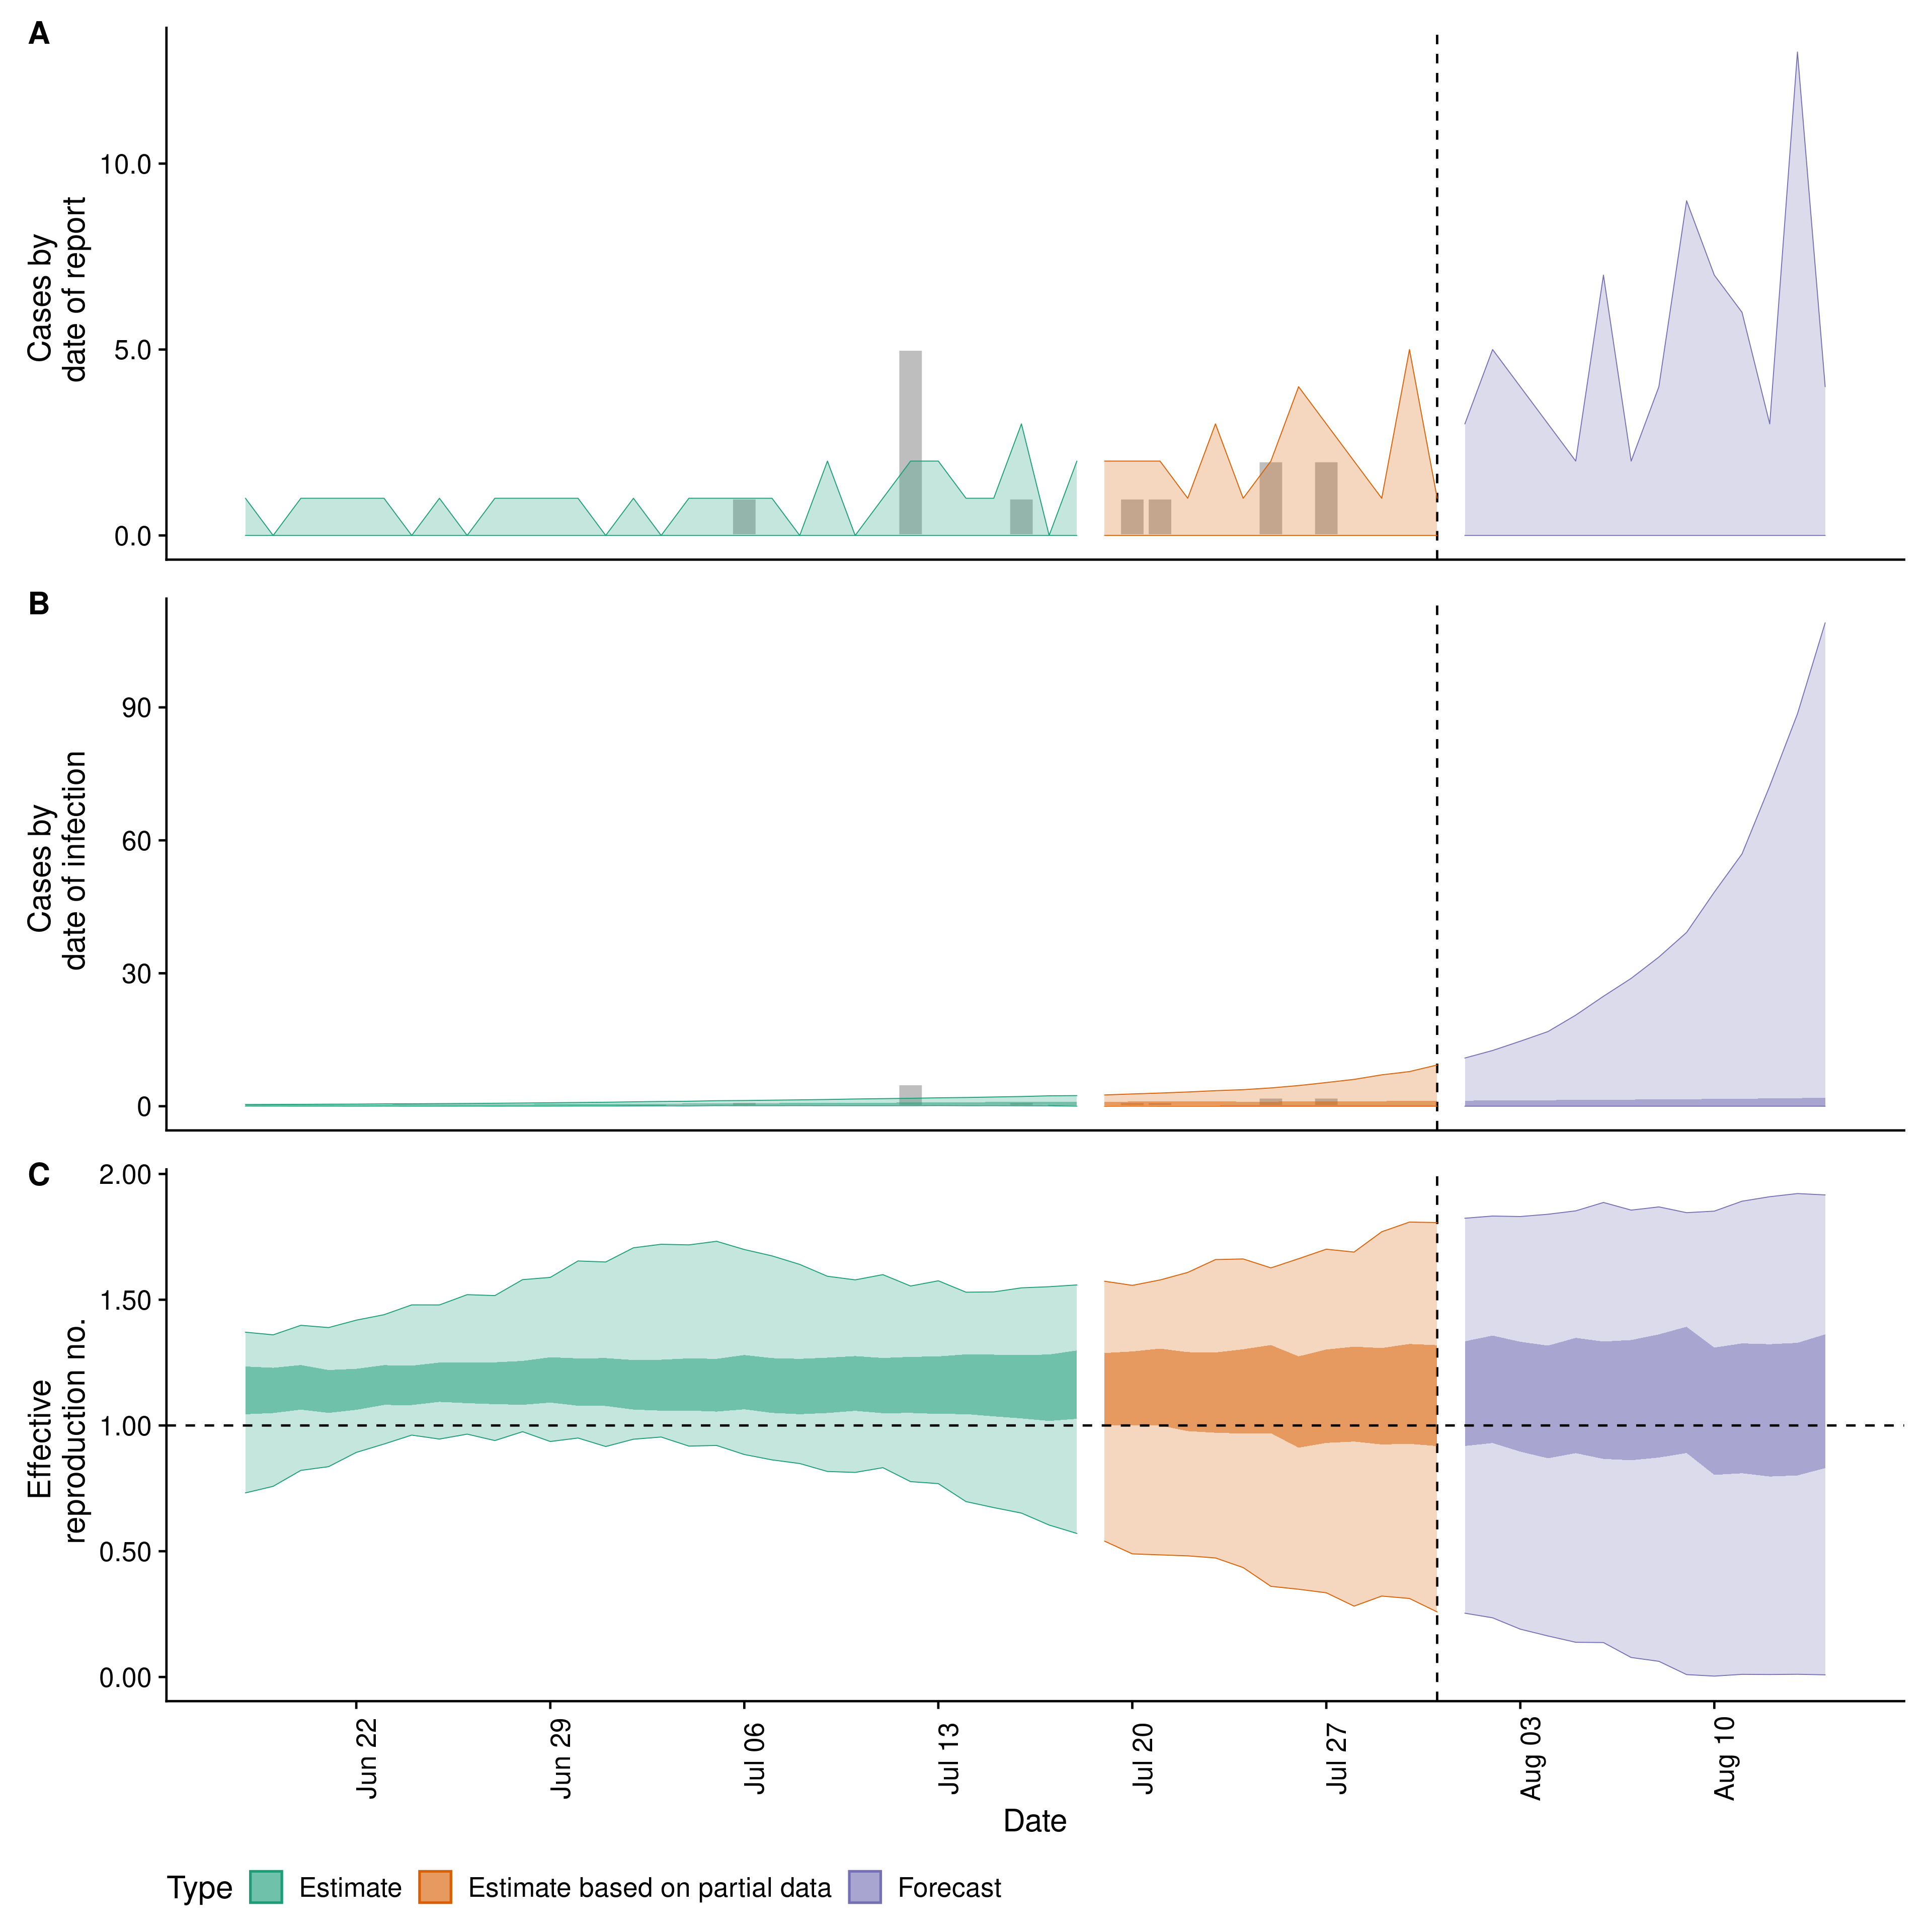 A
Cases by
date of report
10.0
5.0
0.0
B
Cases by
date of infection
90
60
30
0
C
Effective
reproduction no.
2.00
1.50
1.00
0.50
0.00
Jun 22
Jun 29
Jul 06
Jul 13
Jul 20
Jul 27
Aug 03
Aug 10
Date
Type Estimate Estimate based on partial data Forecast